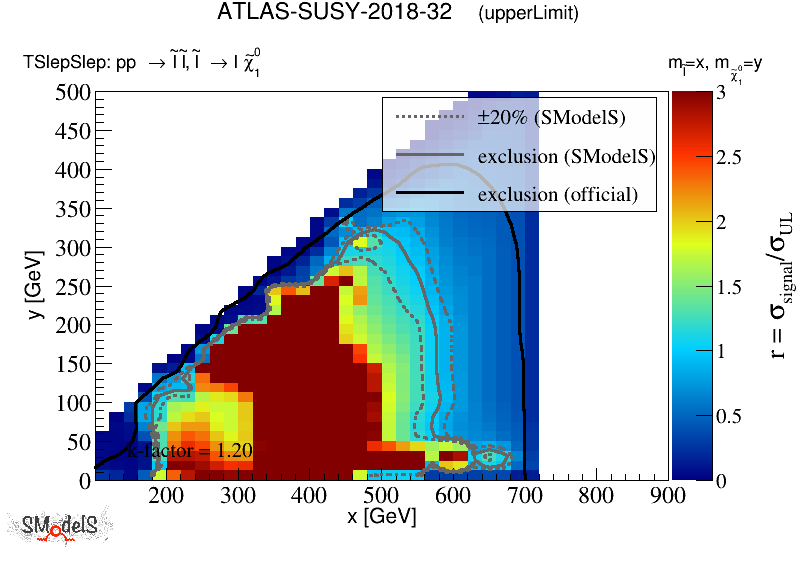 ATLAS-SUSY-2018-32 (upperLimit)
TSlepSlep: pp → l̃ l̃, l̃ → l χ̃₁⁰
m_l̃=x, m_χ̃₁⁰=y
±20% (SModelS)
exclusion (SModelS)
exclusion (official)
k-factor = 1.20
y [GeV]
500
450
400
350
300
250
200
150
100
50
0
200 300 400 500 600 700 800 900
x [GeV]
3
2.5
2
1.5
1
0.5
0
r = σ_signal/σ_UL
SModelS